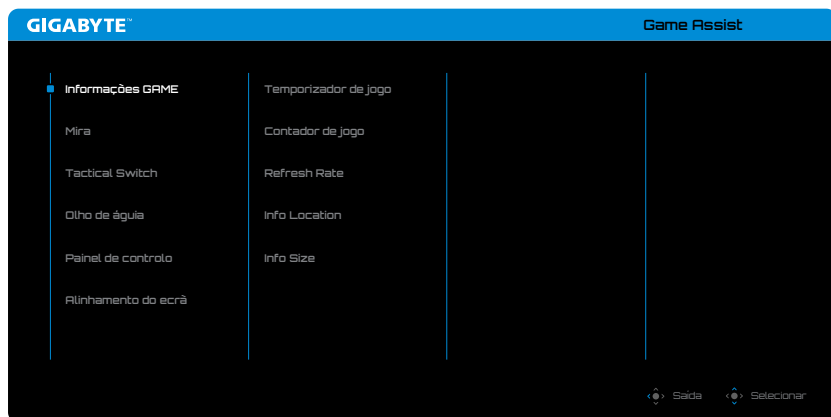 GIGABYTE™
Game Assist
Informações GAME
Temporizador de jogo
Mira
Contador de jogo
Tactical Switch
Refresh Rate
Olho de águia
Info Location
Painel de controlo
Info Size
Alinhamento do ecrã
Saída
Selecionar